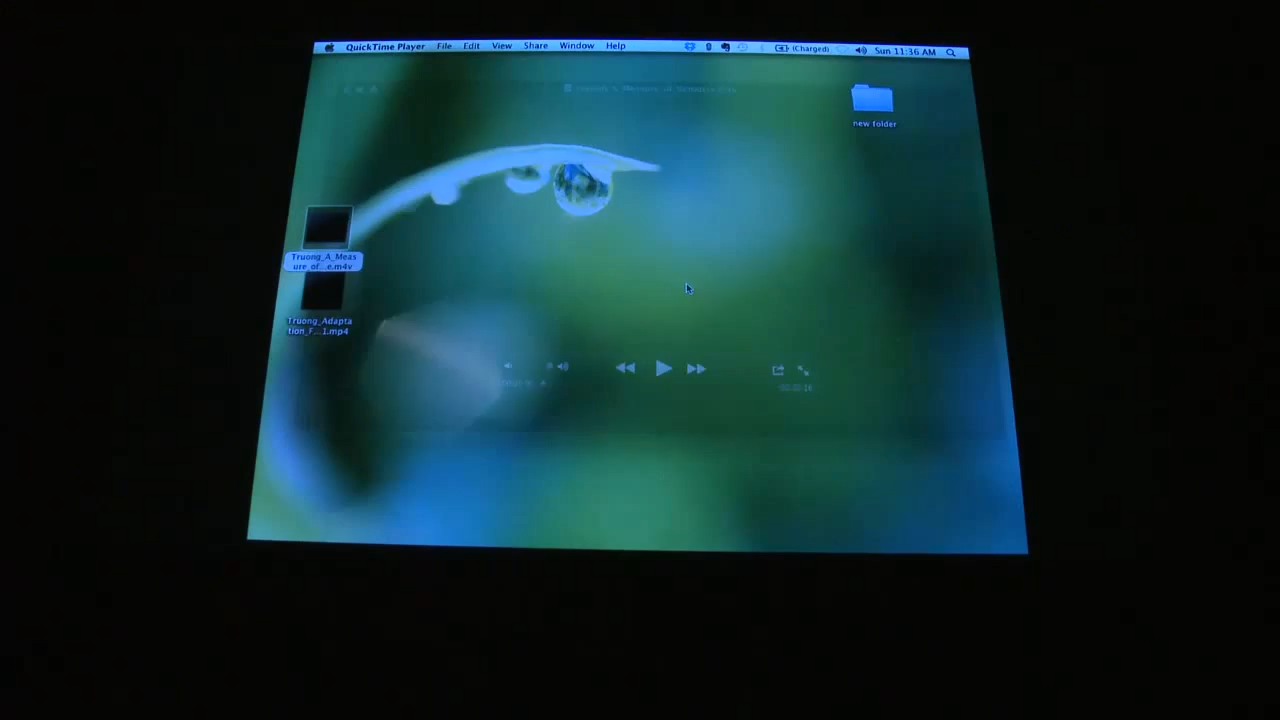 QuickTime Player File Edit View Share Window Help (Charged) Sun 11:36 AM
new folder
Truong_A_Meas
ure_of...e.m4v
Truong_Adapta
tion_F...1.mp4